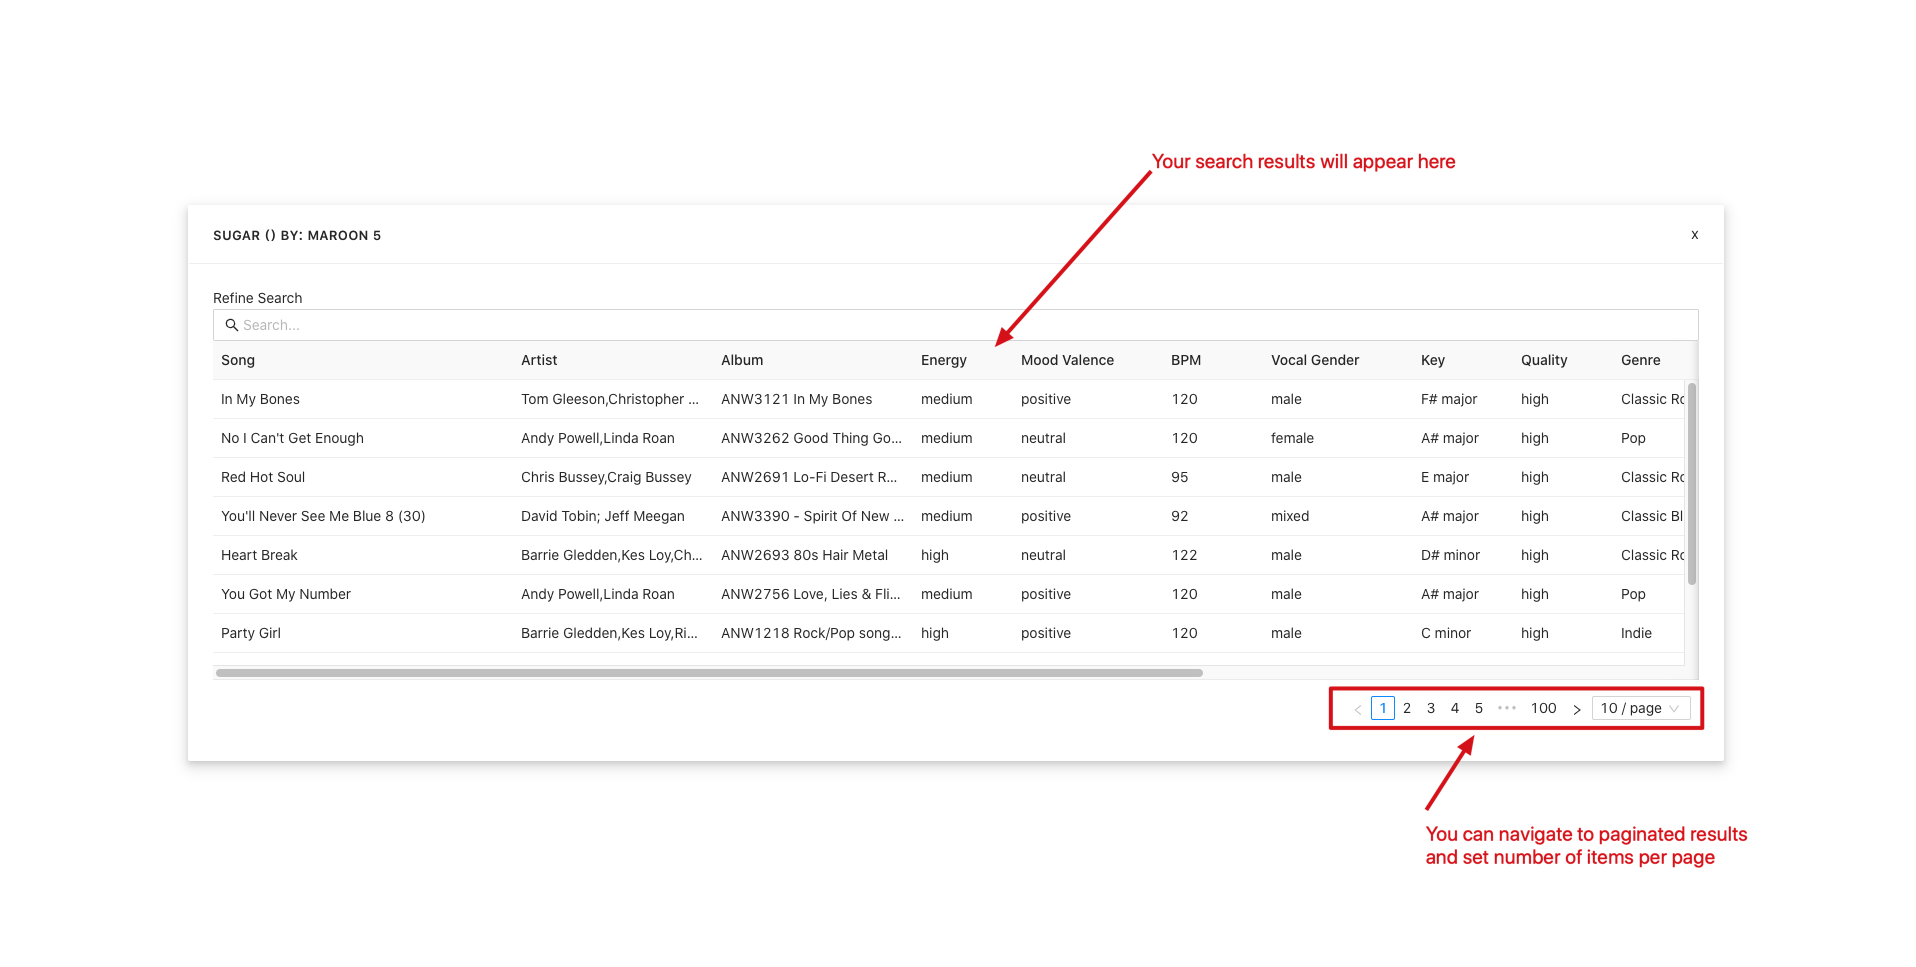 Your search results will appear here
SUGAR () BY: MAROON 5 x
Refine Search
Search...
Song Artist Album Energy Mood Valence BPM Vocal Gender Key Quality Genre
In My Bones Tom Gleeson,Christopher ... ANW3121 In My Bones medium positive 120 male F# major high Classic Ro
No I Can't Get Enough Andy Powell,Linda Roan ANW3262 Good Thing Go... medium neutral 120 female A# major high Pop
Red Hot Soul Chris Bussey,Craig Bussey ANW2691 Lo-Fi Desert R... medium neutral 95 male E major high Classic Ro
You'll Never See Me Blue 8 (30) David Tobin; Jeff Meegan ANW3390 - Spirit Of New ... medium positive 92 mixed A# major high Classic Bl
Heart Break Barrie Gledden,Kes Loy,Ch... ANW2693 80s Hair Metal high neutral 122 male D# minor high Classic Ro
You Got My Number Andy Powell,Linda Roan ANW2756 Love, Lies & Fli... medium positive 120 male A# major high Pop
Party Girl Barrie Gledden,Kes Loy,Ri... ANW1218 Rock/Pop song... high positive 120 male C minor high Indie
< 1 2 3 4 5 ••• 100 > 10 / page
You can navigate to paginated results
and set number of items per page